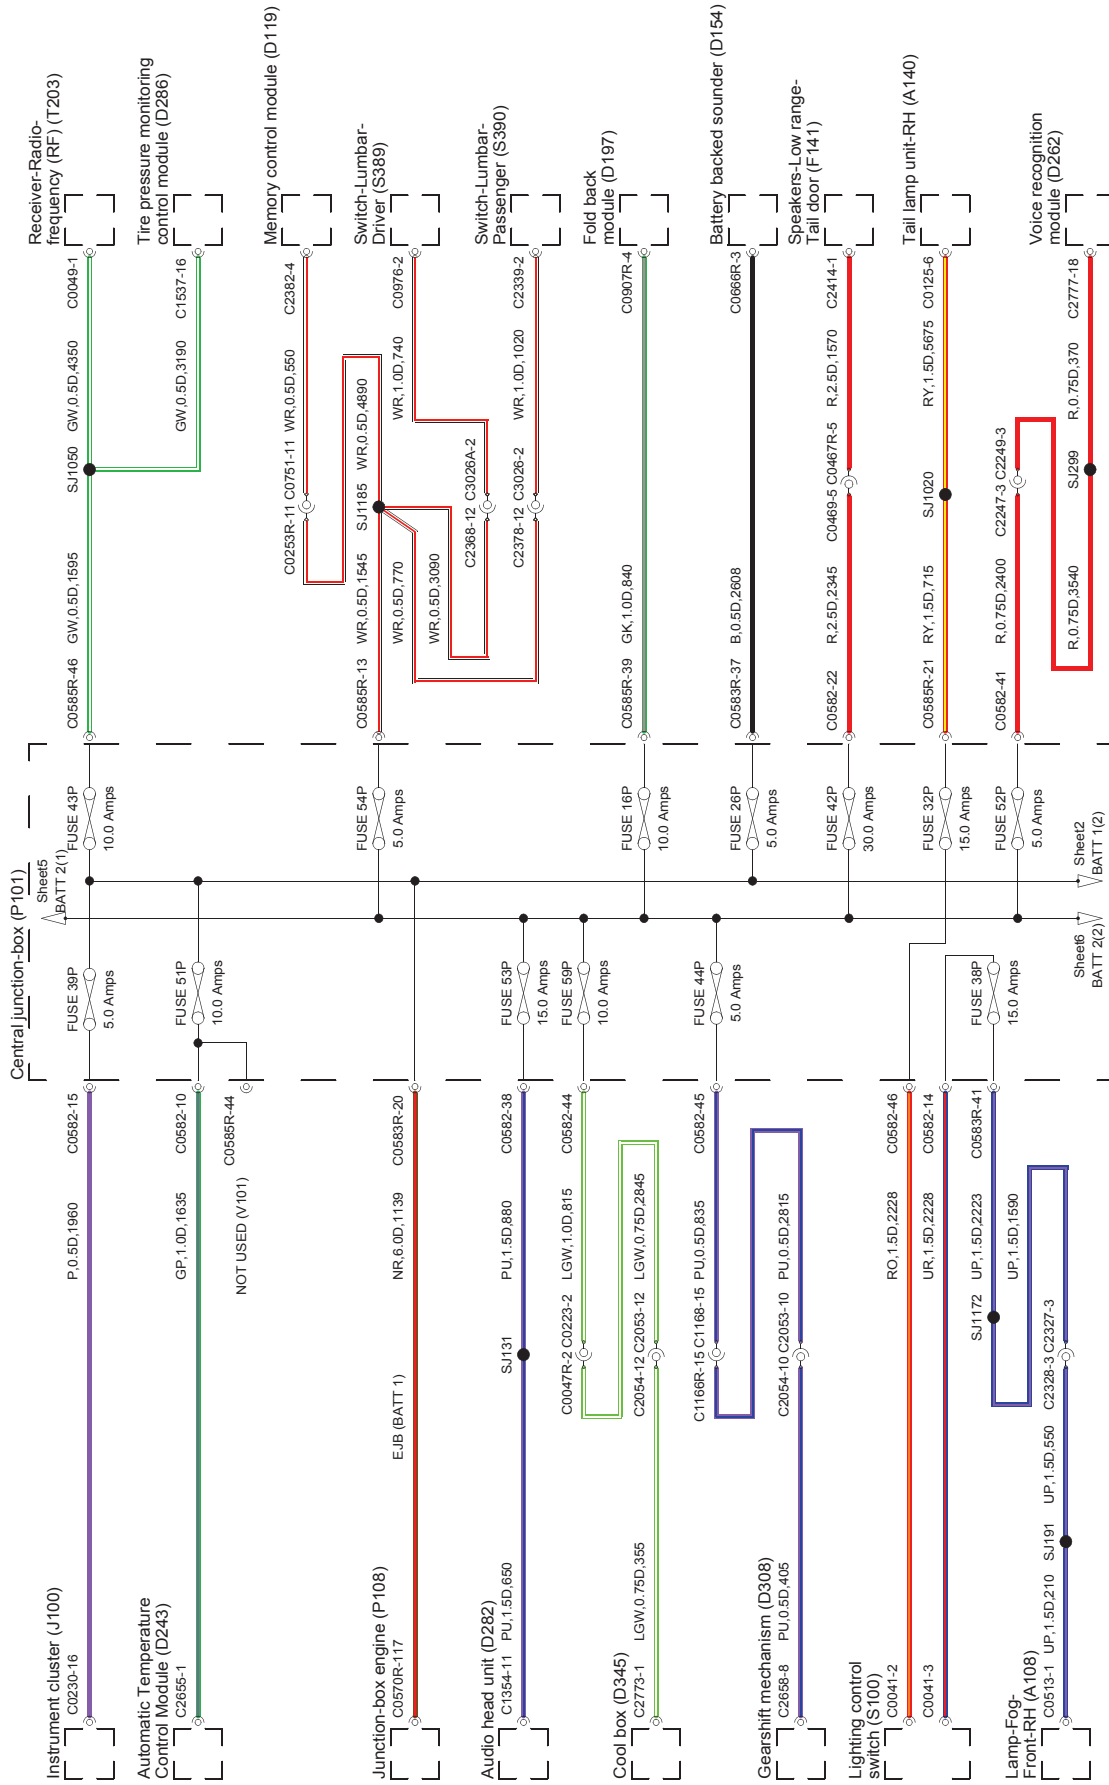 Instrument cluster (J100)
C0230-16
P,0.5D,1960
C0582-15
Central junction-box (P101)
FUSE 39P
5.0 Amps
Sheet5
BATT 2(1)
FUSE 43P
10.0 Amps
C0585R-46
GW,0.5D,1595
SJ1050
GW,0.5D,4350
C0049-1
Receiver-Radio-
frequency (RF) (T203)
Automatic Temperature
Control Module (D243)
C2655-1
GP,1.0D,1635
C0582-10
FUSE 51P
10.0 Amps
GW,0.5D,3190
C1537-16
Tire pressure monitoring
control module (D286)
NOT USED (V101)
C0585R-44
C0253R-11
C0751-11
WR,0.5D,550
C2382-4
Memory control module (D119)
FUSE 54P
5.0 Amps
C0585R-13
WR,0.5D,1545
SJ1185
WR,0.5D,4890
Junction-box engine (P108)
C0570R-117
EJB (BATT 1)
NR,6.0D,1139
C0583R-20
WR,0.5D,770
WR,1.0D,740
C0976-2
Switch-Lumbar-
Driver (S389)
WR,0.5D,3090
C2368-12
C3026A-2
Audio head unit (D282)
C1354-11
PU,1.5D,650
SJ131
PU,1.5D,880
C0582-38
FUSE 53P
15.0 Amps
C2378-12
C3026-2
WR,1.0D,1020
C2339-2
Switch-Lumbar-
Passenger (S390)
C0047R-2
C0223-2
LGW,1.0D,815
C0582-44
FUSE 59P
10.0 Amps
Cool box (D345)
C2773-1
LGW,0.75D,355
C2054-12
C2053-12
LGW,0.75D,2845
FUSE 16P
10.0 Amps
C0585R-39
GK,1.0D,840
C0907R-4
Fold back
module (D197)
C1166R-15
C1168-15
PU,0.5D,835
C0582-45
FUSE 44P
5.0 Amps
FUSE 26P
5.0 Amps
C0583R-37
B,0.5D,2608
C0666R-3
Battery backed sounder (D154)
Gearshift mechanism (D308)
C2658-8
PU,0.5D,405
C2054-10
C2053-10
PU,0.5D,2815
FUSE 42P
30.0 Amps
C0582-22
R,2.5D,2345
C0469-5
C0467R-5
R,2.5D,1570
C2414-1
Speakers-Low range-
Tail door (F141)
Lighting control
switch (S100)
C0041-2
RO,1.5D,2228
C0582-46
C0041-3
UR,1.5D,2228
C0582-14
FUSE 32P
15.0 Amps
C0585R-21
RY,1.5D,715
SJ1020
RY,1.5D,5675
C0125-6
Tail lamp unit-RH (A140)
SJ1172
UP,1.5D,2223
C0583R-41
FUSE 38P
15.0 Amps
UP,1.5D,1590
FUSE 52P
5.0 Amps
C0582-41
R,0.75D,2400
C2247-3
C2249-3
Lamp-Fog-
Front-RH (A108)
C0513-1
UP,1.5D,210
SJ191
UP,1.5D,550
C2328-3
C2327-3
Sheet6
BATT 2(2)
Sheet2
BATT 1(2)
R,0.75D,3540
SJ299
R,0.75D,370
C2777-18
Voice recognition
module (D262)